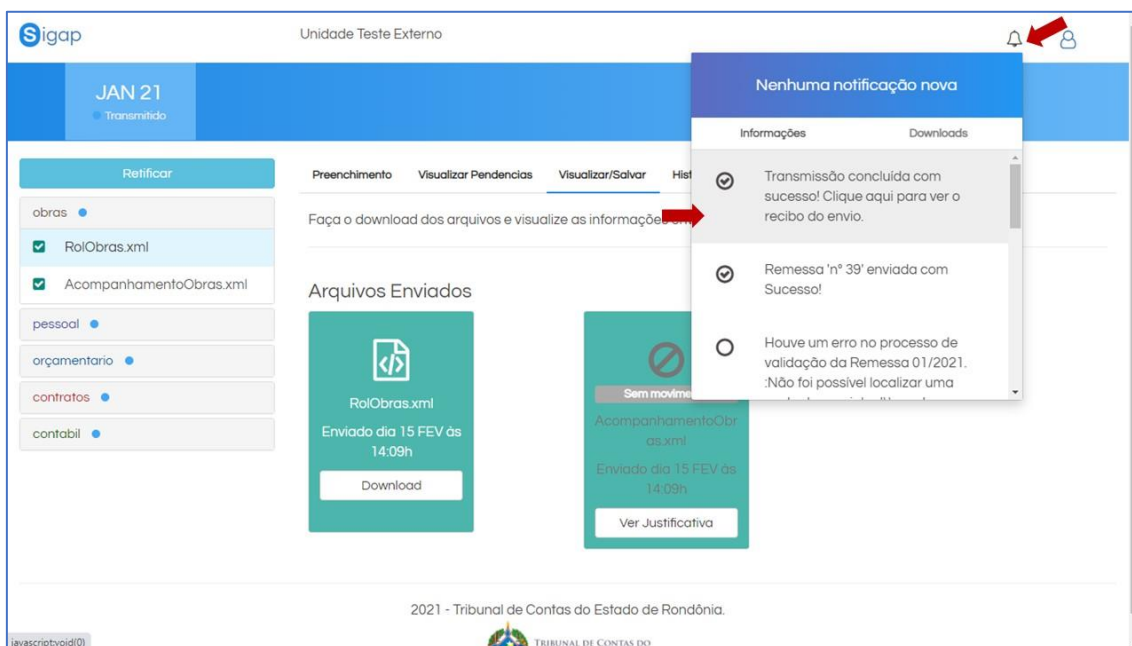 Sigap
Unidade Teste Externo
JAN 21
Transmitido
Nenhuma notificação nova
Informações Downloads
Transmissão concluída com
sucesso! Clique aqui para ver o
recibo do envio.
Remessa 'nº 39' enviada com
Sucesso!
Houve um erro no processo de
validação da Remessa 01/2021.
:Não foi possível localizar uma
Retificar
obras
RolObras.xml
AcompanhamentoObras.xml
pessoal
orçamentario
contratos
contabil
Preenchimento Visualizar Pendencias Visualizar/Salvar Hist
Faça o download dos arquivos e visualize as informações
Arquivos Enviados
RolObras.xml
Enviado dia 15 FEV às
14:09h
Download
Sem movime
AcompanhamentoObr
as.xml
Enviado dia 15 FEV às
14:09h
Ver Justificativa
2021 - Tribunal de Contas do Estado de Rondônia.
TRIBUNAL DE CONTAS DO
javascript:void(0)